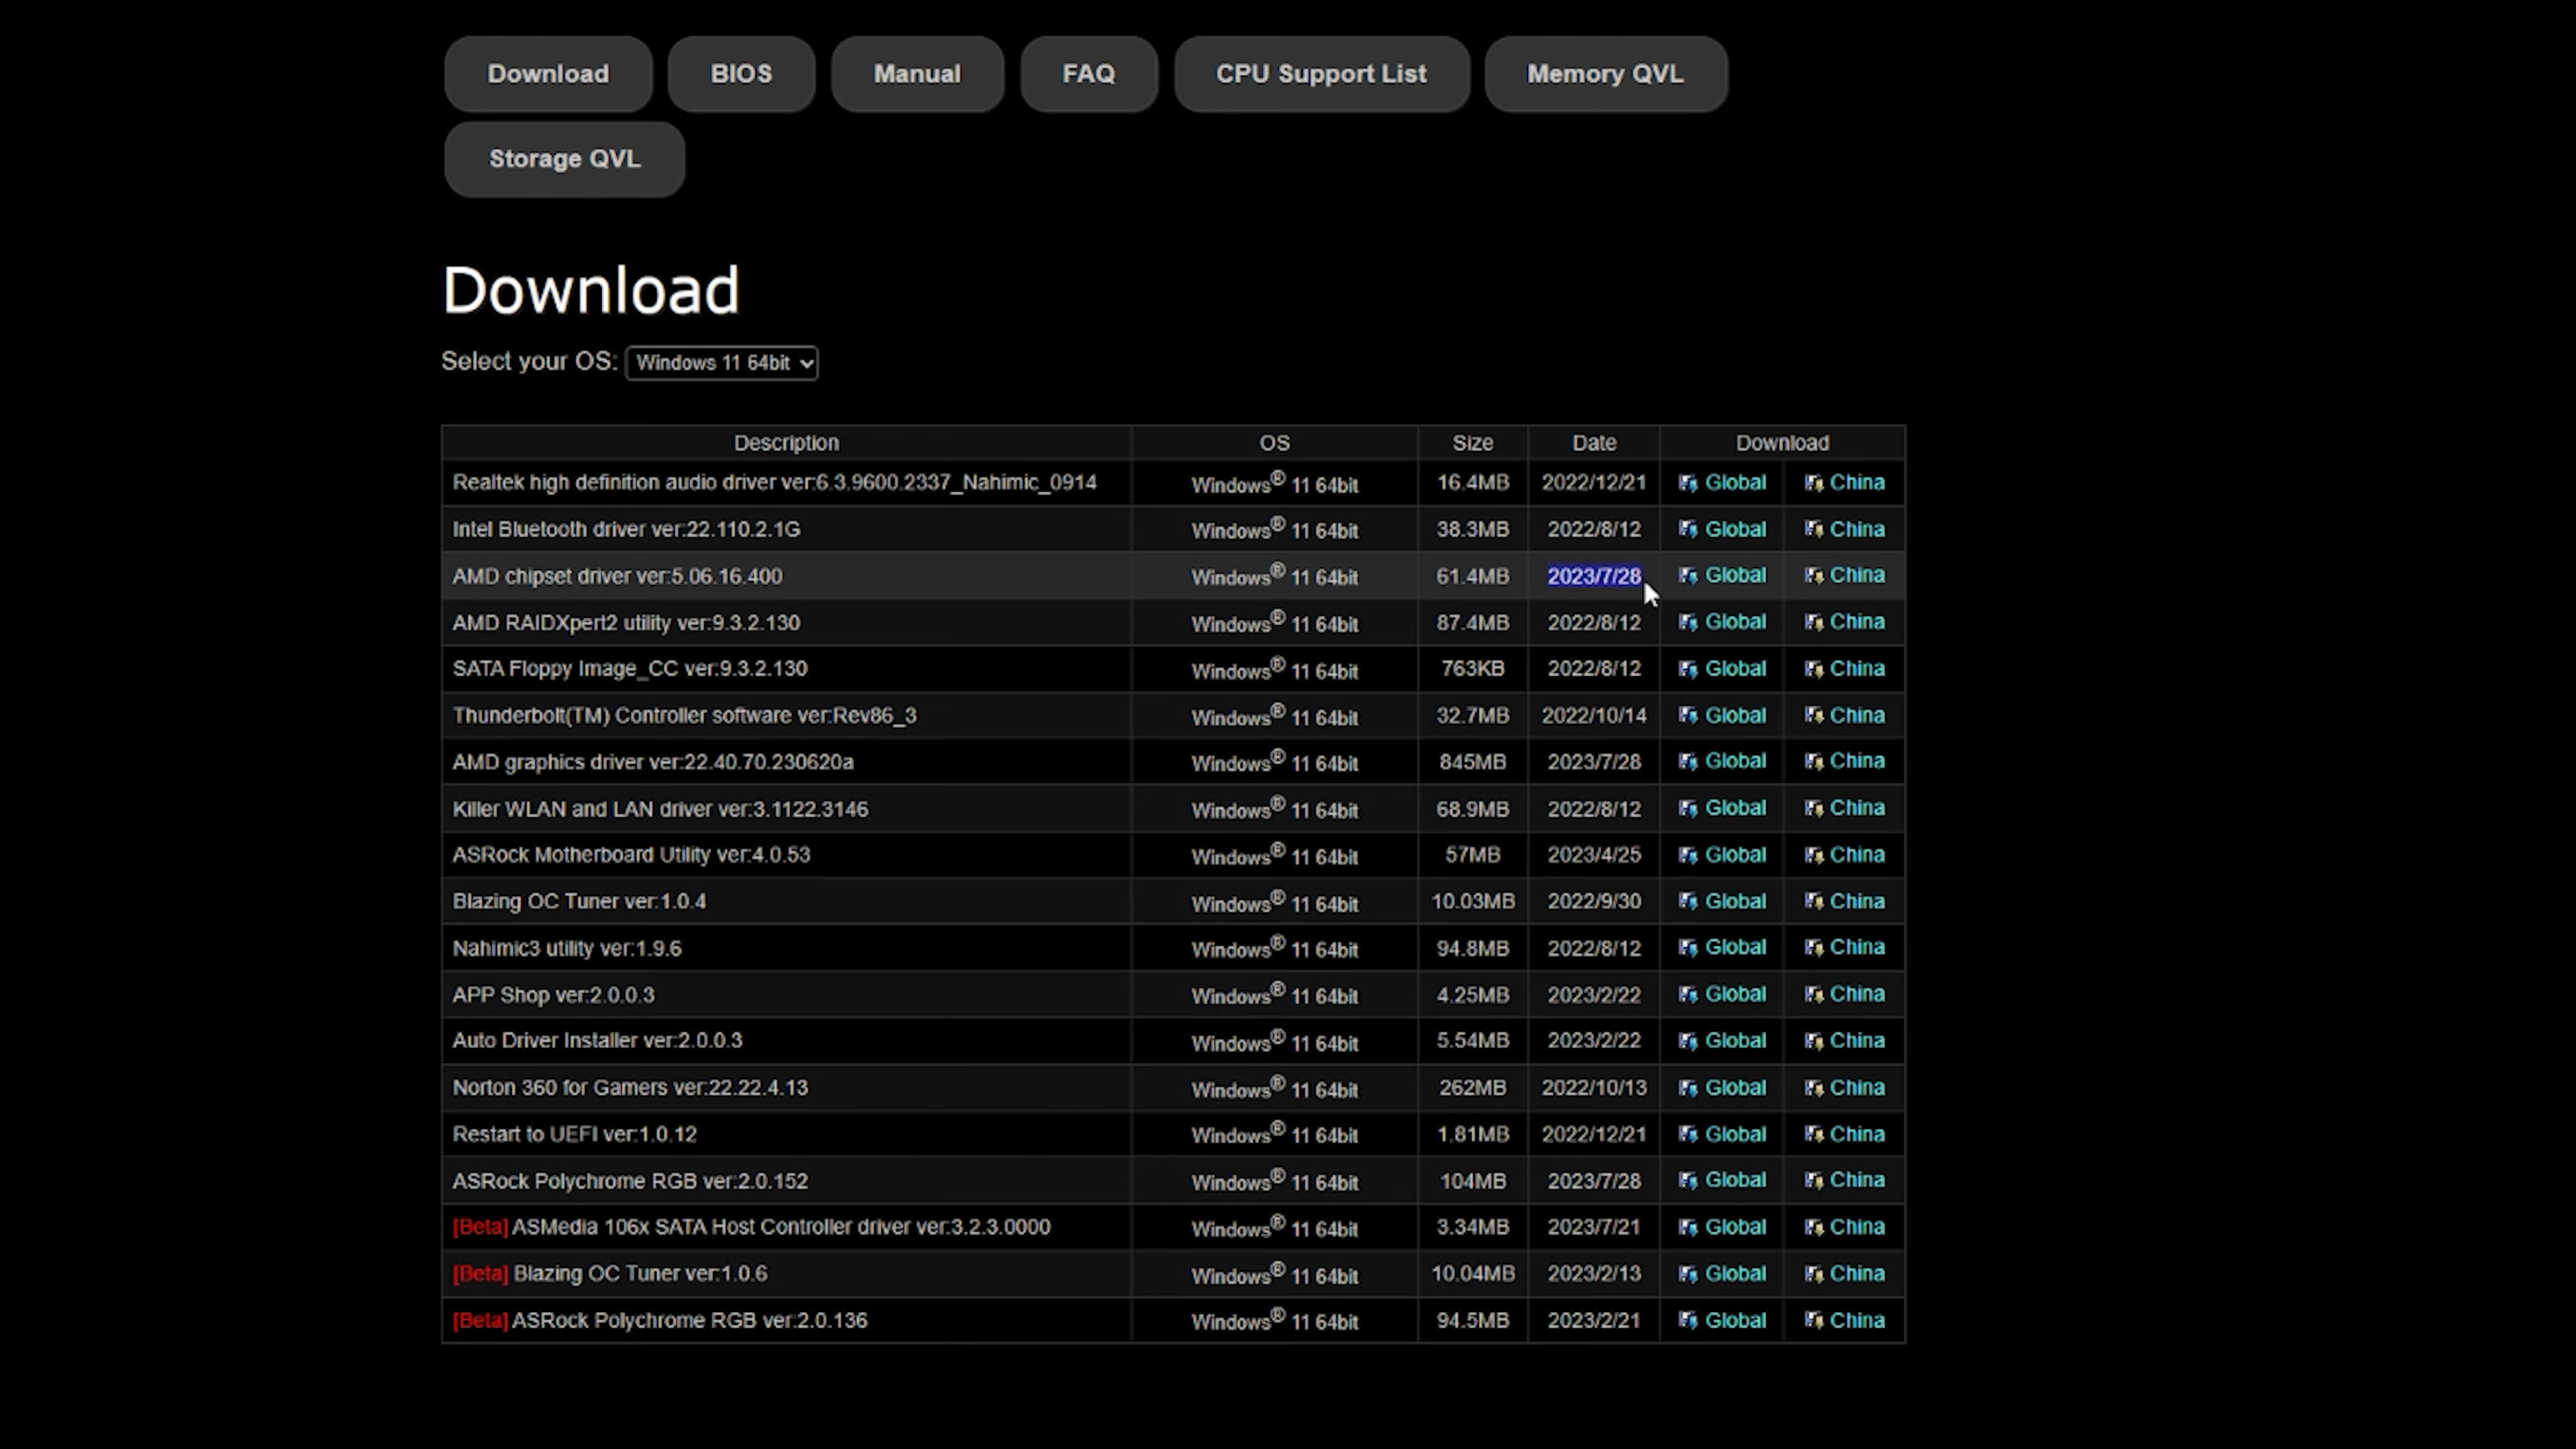 Download BIOS Manual FAQ CPU Support List Memory QVL
Storage QVL
Download
Select your OS: Windows 11 64bit
Description OS Size Date Download
Realtek high definition audio driver ver:6.3.9600.2337_Nahimic_0914 Windows® 11 64bit 16.4MB 2022/12/21 Global China
Intel Bluetooth driver ver:22.110.2.1G Windows® 11 64bit 38.3MB 2022/8/12 Global China
AMD chipset driver ver:5.06.16.400 Windows® 11 64bit 61.4MB 2023/7/28 Global China
AMD RAIDXpert2 utility ver:9.3.2.130 Windows® 11 64bit 87.4MB 2022/8/12 Global China
SATA Floppy Image_CC ver:9.3.2.130 Windows® 11 64bit 763KB 2022/8/12 Global China
Thunderbolt(TM) Controller software ver:Rev86_3 Windows® 11 64bit 32.7MB 2022/10/14 Global China
AMD graphics driver ver:22.40.70.230620a Windows® 11 64bit 845MB 2023/7/28 Global China
Killer WLAN and LAN driver ver:3.1122.3146 Windows® 11 64bit 68.9MB 2022/8/12 Global China
ASRock Motherboard Utility ver:4.0.53 Windows® 11 64bit 57MB 2023/4/25 Global China
Blazing OC Tuner ver:1.0.4 Windows® 11 64bit 10.03MB 2022/9/30 Global China
Nahimic3 utility ver:1.9.6 Windows® 11 64bit 94.8MB 2022/8/12 Global China
APP Shop ver:2.0.0.3 Windows® 11 64bit 4.25MB 2023/2/22 Global China
Auto Driver Installer ver:2.0.0.3 Windows® 11 64bit 5.54MB 2023/2/22 Global China
Norton 360 for Gamers ver:22.22.4.13 Windows® 11 64bit 262MB 2022/10/13 Global China
Restart to UEFI ver:1.0.12 Windows® 11 64bit 1.81MB 2022/12/21 Global China
ASRock Polychrome RGB ver:2.0.152 Windows® 11 64bit 104MB 2023/7/28 Global China
[Beta] ASMedia 106x SATA Host Controller driver ver:3.2.3.0000 Windows® 11 64bit 3.34MB 2023/7/21 Global China
[Beta] Blazing OC Tuner ver:1.0.6 Windows® 11 64bit 10.04MB 2023/2/13 Global China
[Beta] ASRock Polychrome RGB ver:2.0.136 Windows® 11 64bit 94.5MB 2023/2/21 Global China